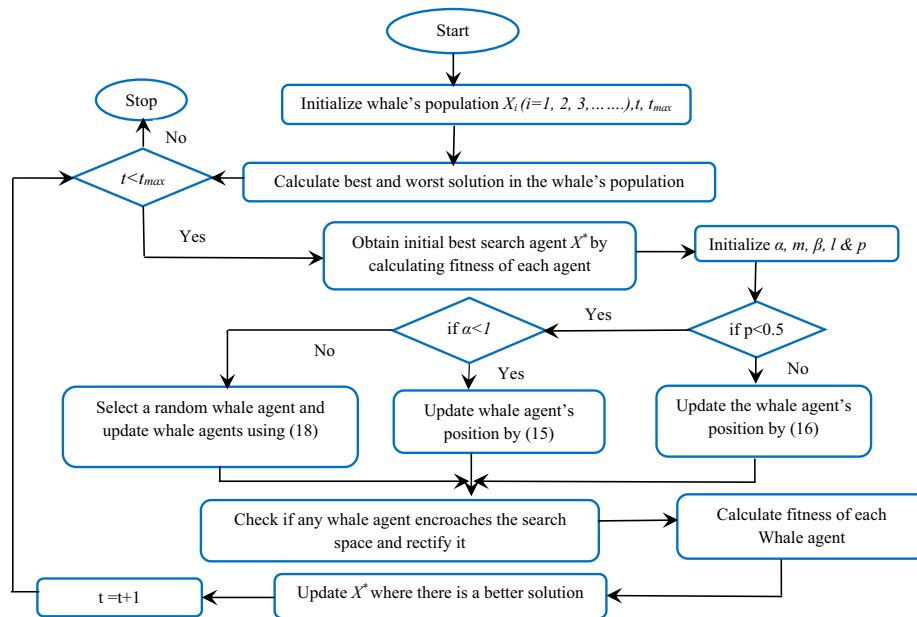 Start
Initialize whale's population Xi (i=1, 2, 3,.......),t, tmax
Stop
No
t<tmax
Calculate best and worst solution in the whale's population
Yes
Obtain initial best search agent X* by
calculating fitness of each agent
Initialize α, m, β, l & p
if α<1
Yes
if p<0.5
No
Yes
No
Select a random whale agent and
update whale agents using (18)
Update whale agent's
position by (15)
Update the whale agent's
position by (16)
Check if any whale agent encroaches the search
space and rectify it
Calculate fitness of each
Whale agent
t =t+1
Update X* where there is a better solution